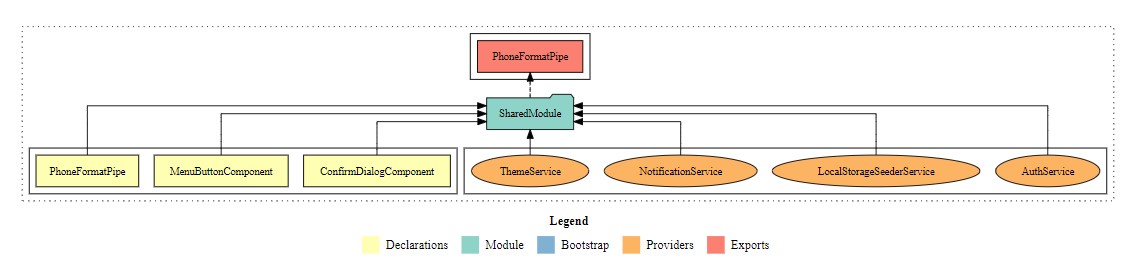 PhoneFormatPipe
SharedModule
PhoneFormatPipe MenuButtonComponent ConfirmDialogComponent ThemeService NotificationService LocalStorageSeederService AuthService
Legend
Declarations Module Bootstrap Providers Exports